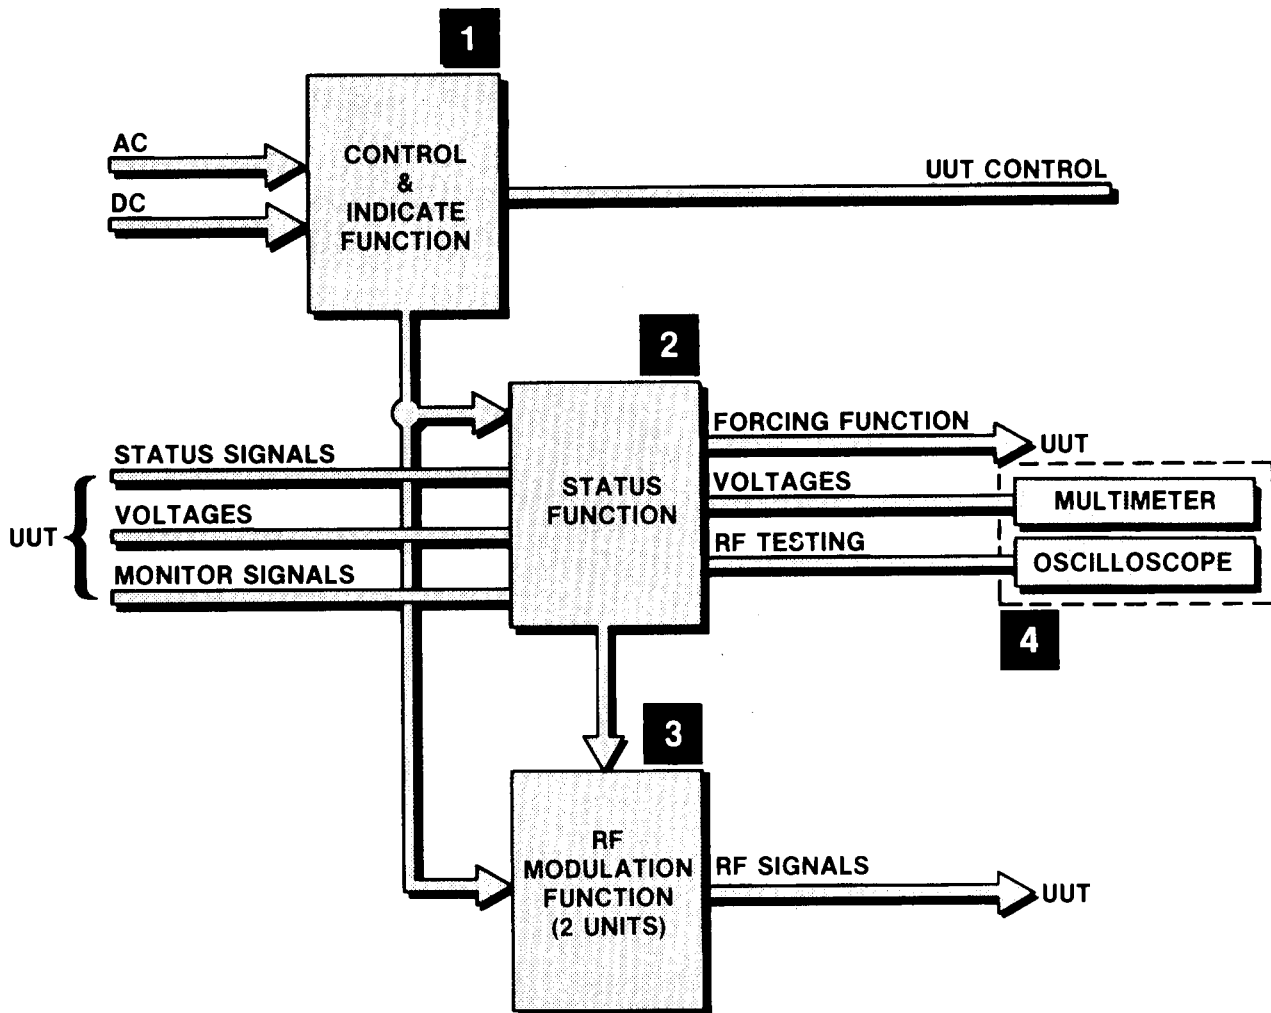 1
AC
DC
CONTROL
&
INDICATE
FUNCTION
UUT CONTROL
2
STATUS SIGNALS
VOLTAGES
MONITOR SIGNALS
UUT
STATUS
FUNCTION
FORCING FUNCTION
UUT
VOLTAGES
MULTIMETER
RF TESTING
OSCILLOSCOPE
4
3
RF
MODULATION
FUNCTION
(2 UNITS)
RF SIGNALS
UUT